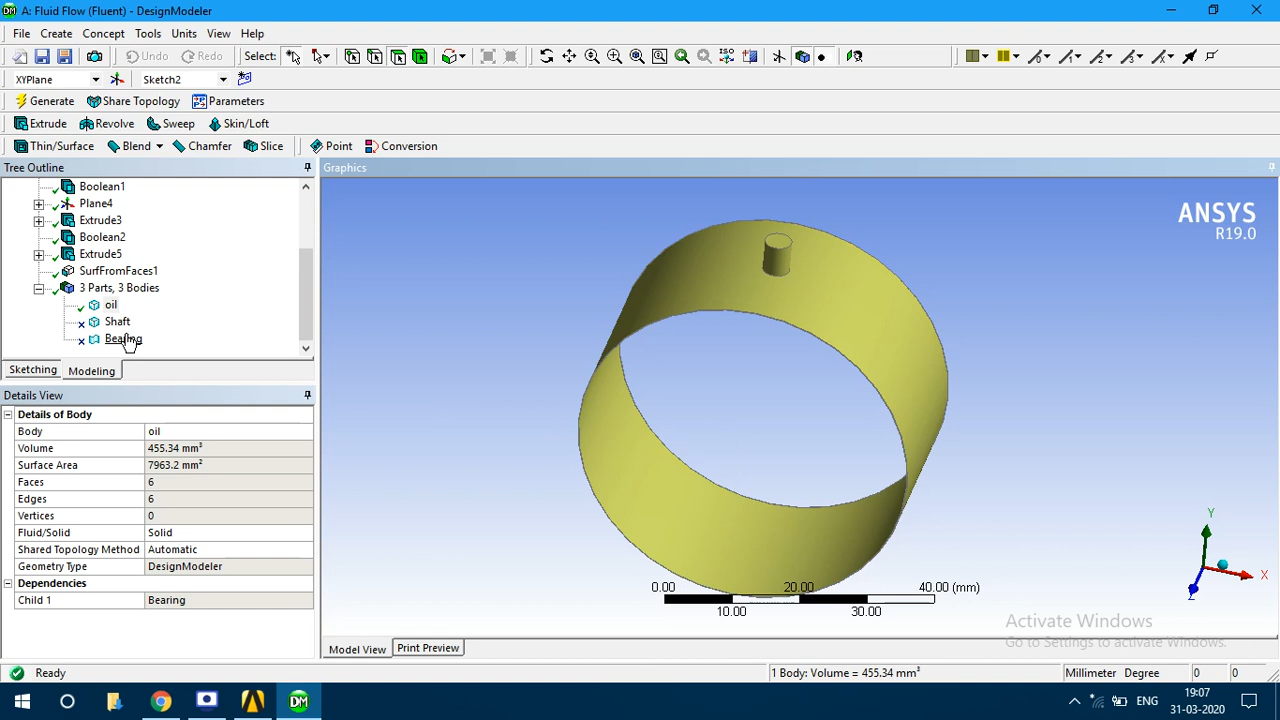 A: Fluid Flow (Fluent) - DesignModeler
File Create Concept Tools Units View Help
Undo Redo Select: ISO
XYPlane Sketch2
Generate Share Topology Parameters
Extrude Revolve Sweep Skin/Loft
Thin/Surface Blend Chamfer Slice Point Conversion
Tree Outline
Boolean1
Plane4
Extrude3
Boolean2
Extrude5
SurfFromFaces1
3 Parts, 3 Bodies
oil
Shaft
Bearing
Sketching Modeling
Details View
Details of Body
Body oil
Volume 455.34 mm³
Surface Area 7963.2 mm²
Faces 6
Edges 6
Vertices 0
Fluid/Solid Solid
Shared Topology Method Automatic
Geometry Type DesignModeler
Dependencies
Child 1 Bearing
Graphics
ANSYS
R19.0
Y
X
Z
0.00 20.00 40.00 (mm)
10.00 30.00
Activate Windows
Go to Settings to activate Windows.
Model View Print Preview
Ready 1 Body: Volume = 455.34 mm³ Millimeter Degree 0 0
DM ENG 19:07
31-03-2020